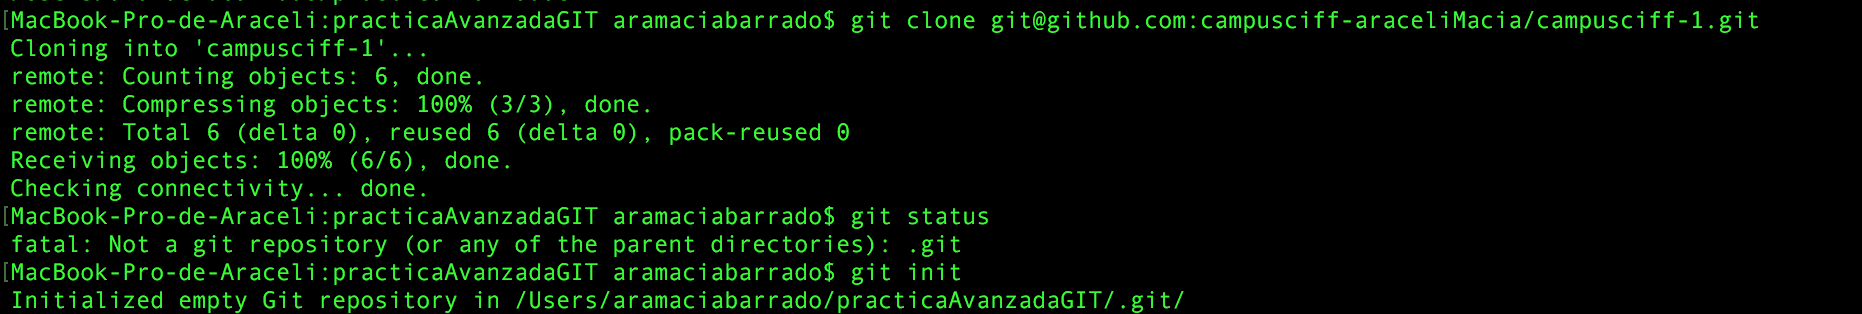 [MacBook-Pro-de-Araceli:practicaAvanzadaGIT aramaciabarrado$ git clone git@github.com:campusciff-araceliMacia/campusciff-1.git
Cloning into 'campusciff-1'...
remote: Counting objects: 6, done.
remote: Compressing objects: 100% (3/3), done.
remote: Total 6 (delta 0), reused 6 (delta 0), pack-reused 0
Receiving objects: 100% (6/6), done.
Checking connectivity... done.
[MacBook-Pro-de-Araceli:practicaAvanzadaGIT aramaciabarrado$ git status
fatal: Not a git repository (or any of the parent directories): .git
[MacBook-Pro-de-Araceli:practicaAvanzadaGIT aramaciabarrado$ git init
Initialized empty Git repository in /Users/aramaciabarrado/practicaAvanzadaGIT/.git/